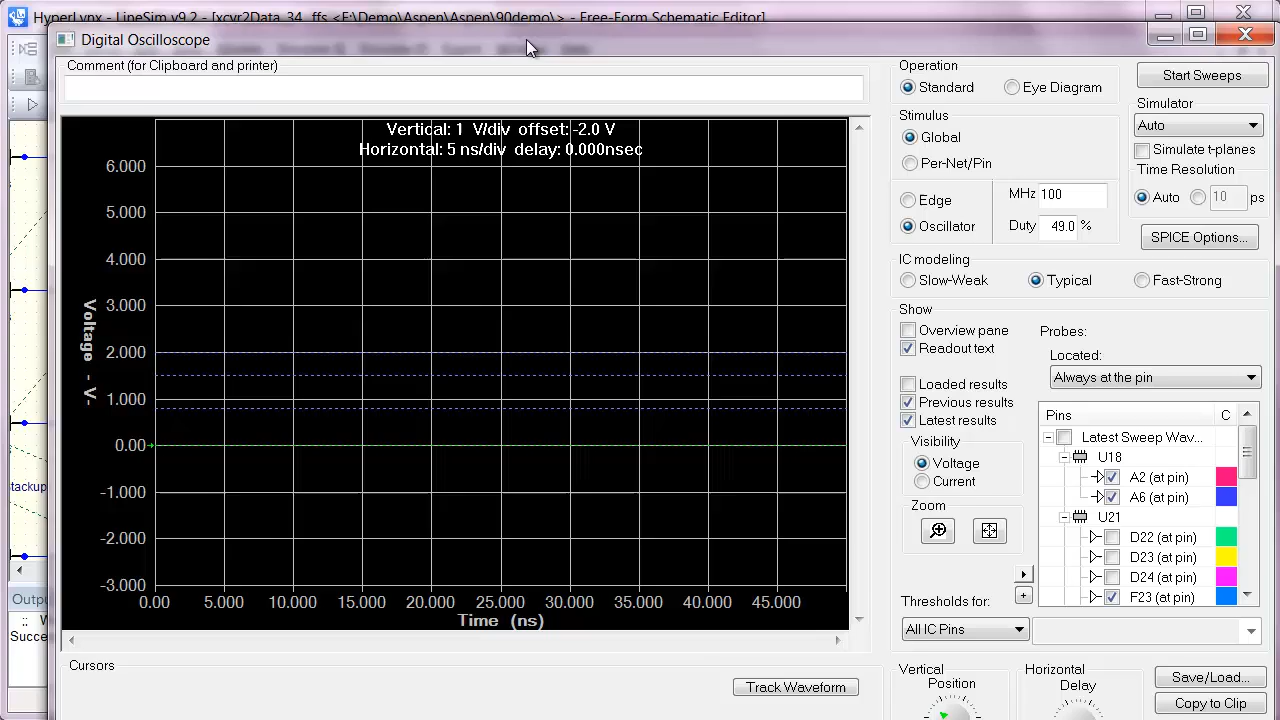 HyperLynx - LineSim v9.2 - [xcvr2Data_34_.ffs <E:\Demo\Aspen\Aspen\90demo\> - Free-Form Schematic Editor]
Digital Oscilloscope
Comment (for Clipboard and printer)
Vertical: 1 V/div offset: -2.0 V
Horizontal: 5 ns/div delay: 0.000nsec
6.000
5.000
4.000
3.000
2.000
1.000
0.00
-1.000
-2.000
-3.000
Voltage - V-
0.00 5.000 10.000 15.000 20.000 25.000 30.000 35.000 40.000 45.000
Time (ns)
Cursors
Track Waveform
Operation
Standard Eye Diagram
Stimulus
Global
Per-Net/Pin
Edge
Oscillator
MHz 100
Duty 49.0 %
IC modeling
Slow-Weak Typical Fast-Strong
Start Sweeps
Simulator
Auto
Simulate t-planes
Time Resolution
Auto 10 ps
SPICE Options...
Show
Overview pane
Readout text
Loaded results
Previous results
Latest results
Visibility
Voltage
Current
Zoom
Probes:
Located:
Always at the pin
Pins C
Latest Sweep Wav...
U18
A2 (at pin)
A6 (at pin)
U21
D22 (at pin)
D23 (at pin)
D24 (at pin)
F23 (at pin)
Thresholds for:
All IC Pins
Vertical
Position
Horizontal
Delay
Save/Load...
Copy to Clip
tackup
Outpu
:: W
Succe